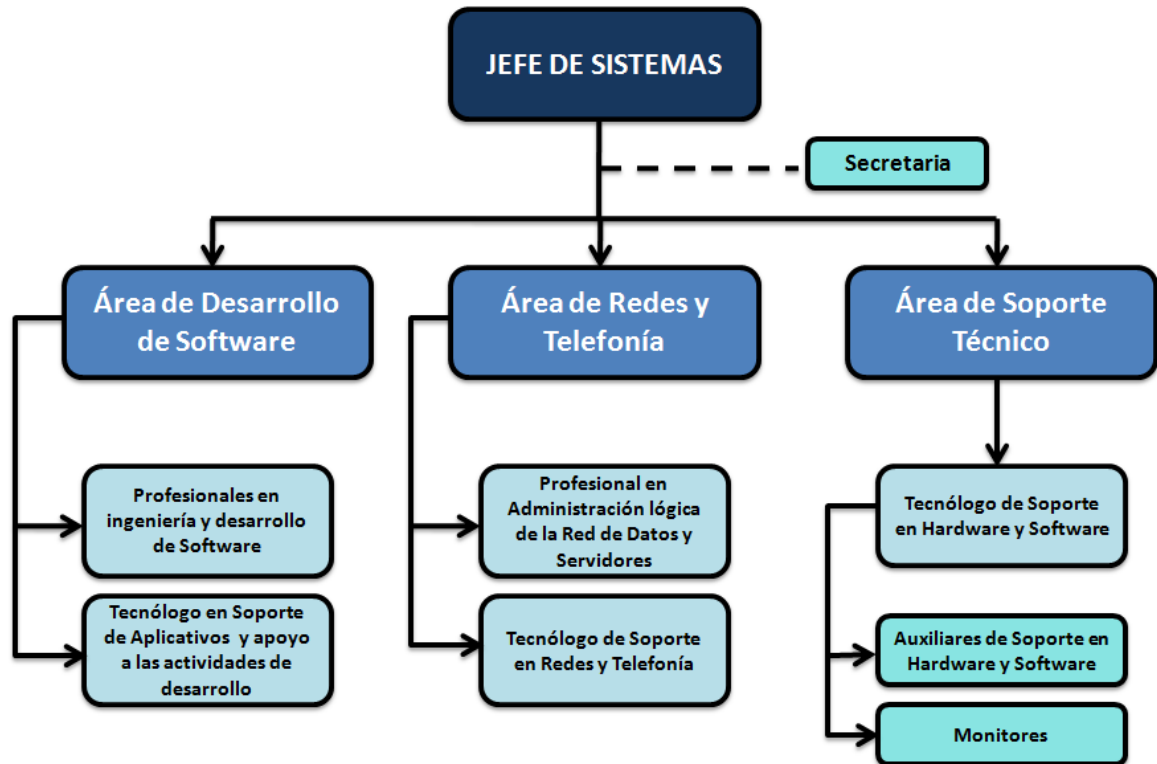 JEFE DE SISTEMAS
Secretaria
Área de Desarrollo
de Software
Área de Redes y
Telefonía
Área de Soporte
Técnico
Profesionales en
ingeniería y desarrollo
de Software
Profesional en
Administración lógica
de la Red de Datos y
Servidores
Tecnólogo de Soporte
en Hardware y Software
Tecnólogo en Soporte
de Aplicativos y apoyo
a las actividades de
desarrollo
Tecnólogo de Soporte
en Redes y Telefonía
Auxiliares de Soporte en
Hardware y Software
Monitores